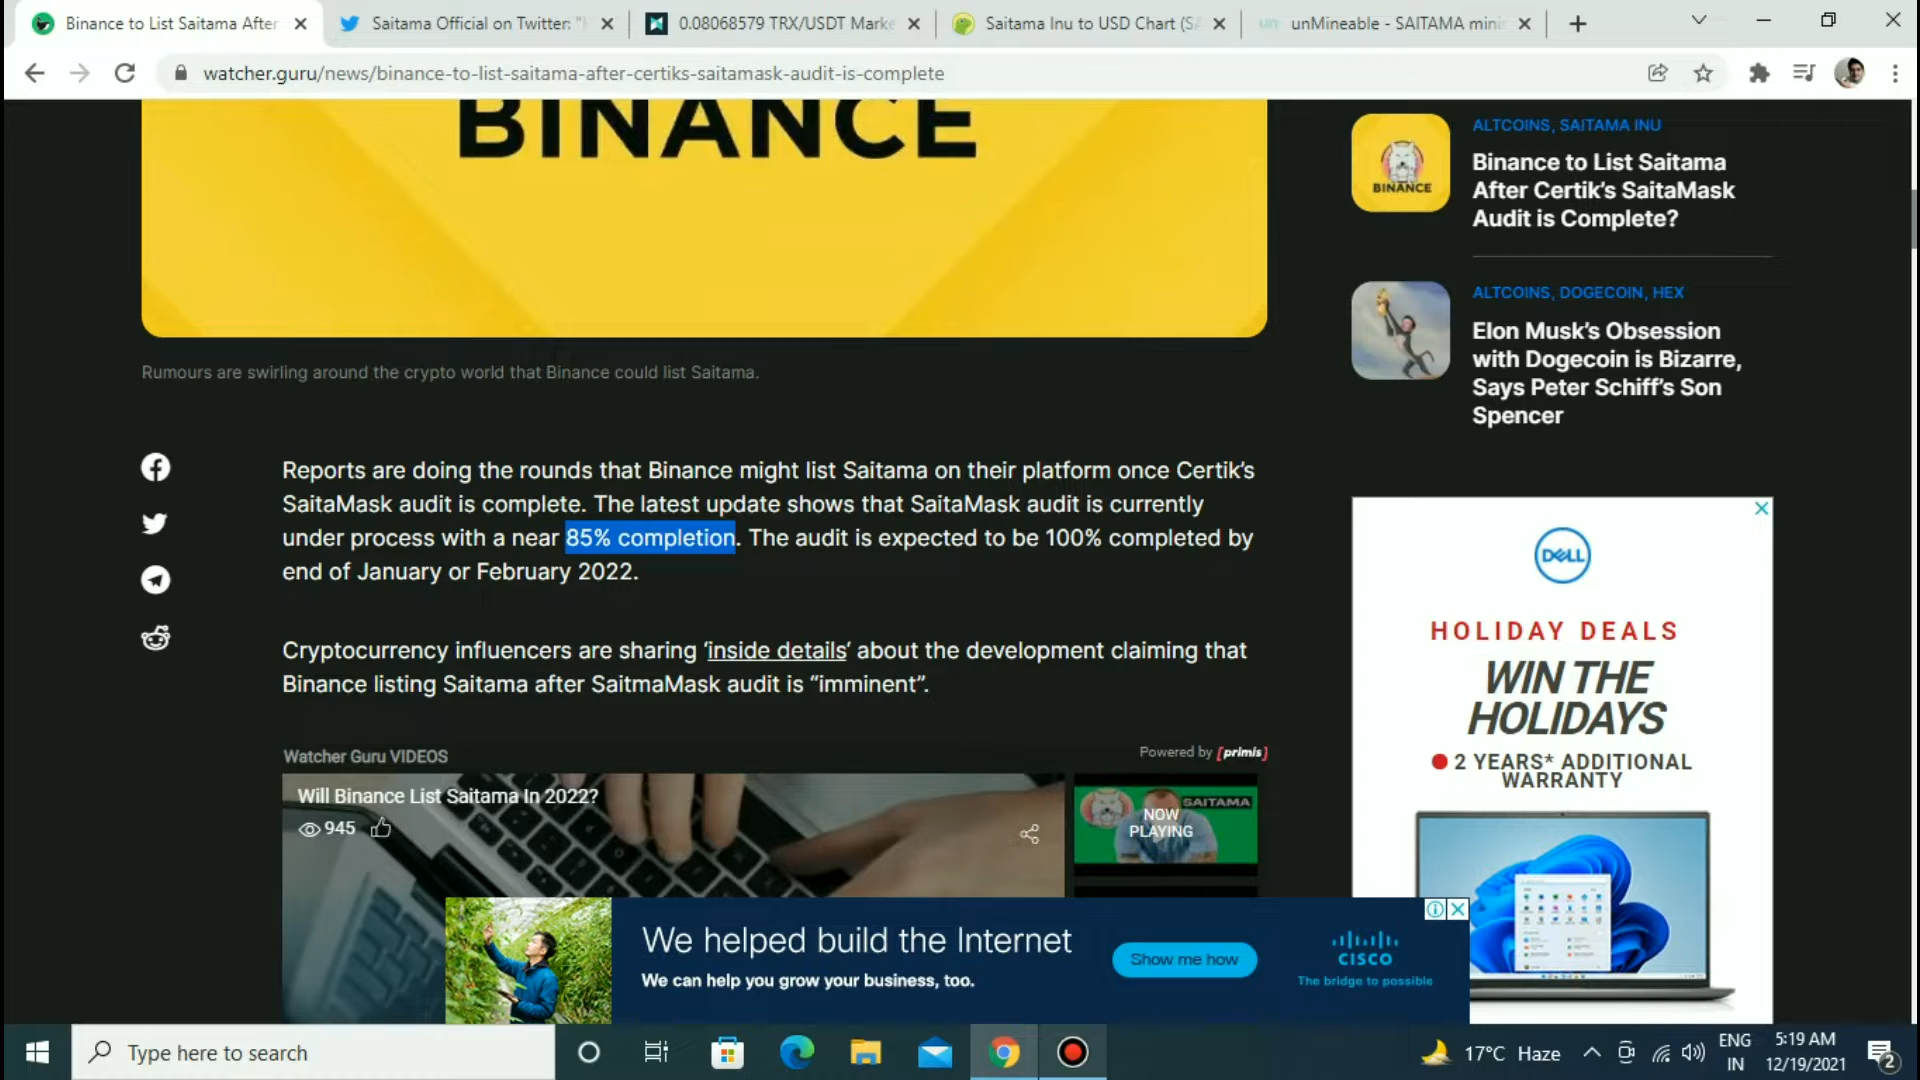 Binance to List Saitama After
Saitama Official on Twitter: "
0.08068579 TRX/USDT Marke
Saitama Inu to USD Chart (SA
unMineable - SAITAMA mini
watcher.guru/news/binance-to-list-saitama-after-certiks-saitamask-audit-is-complete
BINANCE
Rumours are swirling around the crypto world that Binance could list Saitama.
Reports are doing the rounds that Binance might list Saitama on their platform once Certik’s
SaitaMask audit is complete. The latest update shows that SaitaMask audit is currently
under process with a near 85% completion. The audit is expected to be 100% completed by
end of January or February 2022.
Cryptocurrency influencers are sharing ‘inside details‘ about the development claiming that
Binance listing Saitama after SaitmaMask audit is “imminent”.
Watcher Guru VIDEOS
Powered by [primis]
Will Binance List Saitama In 2022?
945
SAITAMA
NOW
PLAYING
BINANCE
ALTCOINS, SAITAMA INU
Binance to List Saitama
After Certik’s SaitaMask
Audit is Complete?
ALTCOINS, DOGECOIN, HEX
Elon Musk’s Obsession
with Dogecoin is Bizarre,
Says Peter Schiff’s Son
Spencer
DELL
HOLIDAY DEALS
WIN THE
HOLIDAYS
2 YEARS* ADDITIONAL
WARRANTY
We helped build the Internet
We can help you grow your business, too.
Show me how
CISCO
The bridge to possible
Type here to search
17°C Haze
ENG
IN
5:19 AM
12/19/2021
2